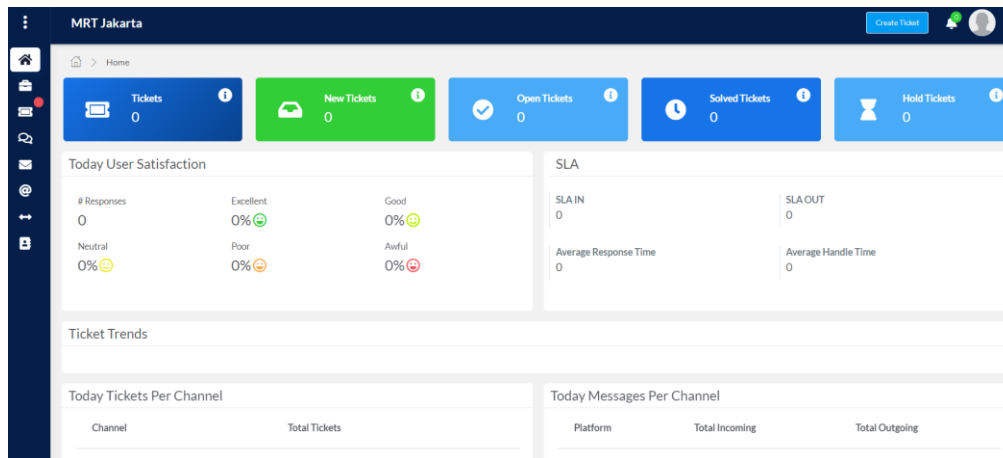 MRT Jakarta
Create Ticket
0
Home
Tickets
0
New Tickets
0
Open Tickets
0
Solved Tickets
0
Hold Tickets
0
Today User Satisfaction
# Responses
0
Excellent
0%
Good
0%
Neutral
0%
Poor
0%
Awful
0%
SLA
SLA IN
0
SLA OUT
0
Average Response Time
0
Average Handle Time
0
Ticket Trends
Today Tickets Per Channel
Channel Total Tickets
Today Messages Per Channel
Platform Total Incoming Total Outgoing